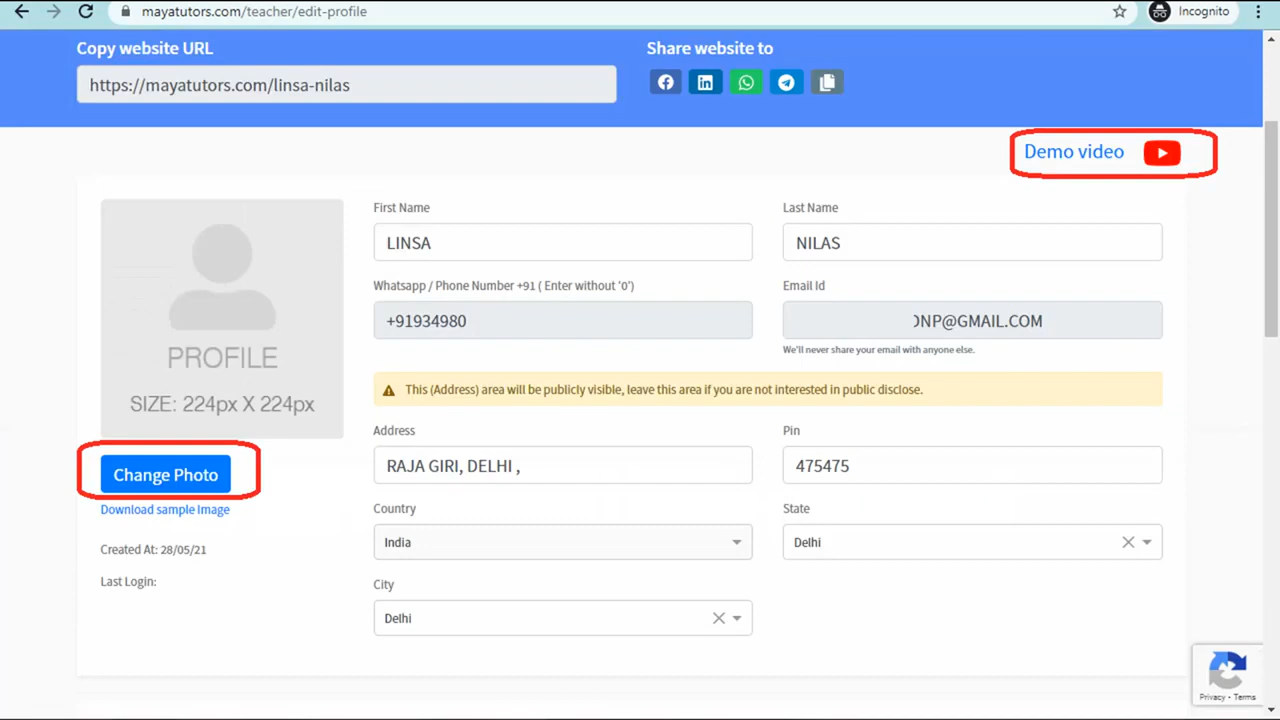 mayatutors.com/teacher/edit-profile
Incognito
Copy website URL
Share website to
https://mayatutors.com/linsa-nilas
Demo video
First Name
Last Name
LINSA
NILAS
Whatsapp / Phone Number +91 ( Enter without '0')
Email Id
+91934980
NP@GMAIL.COM
We'll never share your email with anyone else.
PROFILE
SIZE: 224px X 224px
This (Address) area will be publicly visible, leave this area if you are not interested in public disclose.
Address
Pin
RAJA GIRI, DELHI ,
475475
Change Photo
Download sample Image
Country
State
India
Delhi
Created At: 28/05/21
Last Login:
City
Delhi
Privacy - Terms